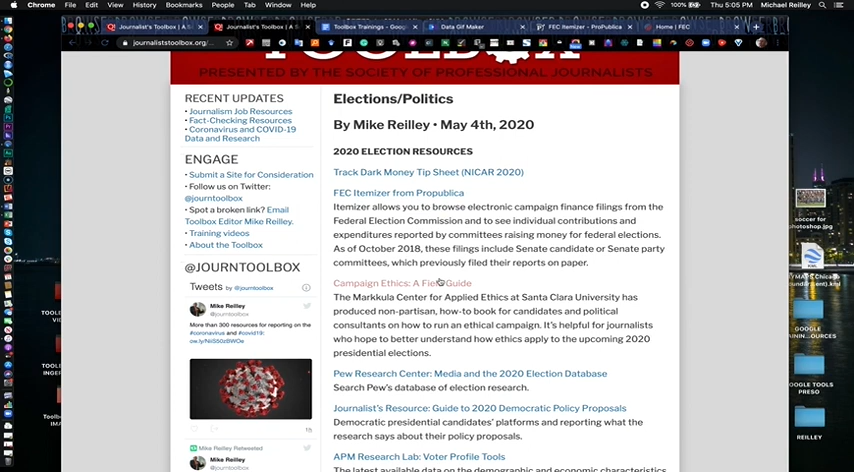 Chrome File Edit View History Bookmarks People Tab Window Help
100% Thu 5:05 PM Michael Reilley
Journalist's Toolbox | A S
Journalist's Toolbox | A S
Toolbox Trainings – Goog
Data Gif Maker
FEC Itemizer – ProPublica
Home | FEC
journaliststoolbox.org/...
PRESENTED BY THE SOCIETY OF PROFESSIONAL JOURNALISTS
RECENT UPDATES
• Journalism Job Resources
• Fact-Checking Resources
• Coronavirus and COVID-19
Data and Research
ENGAGE
• Submit a Site for Consideration
• Follow us on Twitter:
@journtoolbox
• Spot a broken link? Email
Toolbox Editor Mike Reilley.
• Training videos
• About the Toolbox
@JOURNTOOLBOX
Tweets by @journtoolbox
Mike Reilley
@journtoolbox
More than 300 resources for reporting on the
#coronavirus and #covid19:
Mike Reilley Retweeted
Mike Reilley
@journtoolbox
Elections/Politics
By Mike Reilley • May 4th, 2020
2020 ELECTION RESOURCES
Track Dark Money Tip Sheet (NICAR 2020)
FEC Itemizer from Propublica
Itemizer allows you to browse electronic campaign finance filings from the
Federal Election Commission and to see individual contributions and
expenditures reported by committees raising money for federal elections.
As of October 2018, these filings include Senate candidate or Senate party
committees, which previously filed their reports on paper.
Campaign Ethics: A Field Guide
The Markkula Center for Applied Ethics at Santa Clara University has
produced non-partisan, how-to book for candidates and political
consultants on how to run an ethical campaign. It's helpful for journalists
who hope to better understand how ethics apply to the upcoming 2020
presidential elections.
Pew Research Center: Media and the 2020 Election Database
Search Pew's database of election research.
Journalist's Resource: Guide to 2020 Democratic Policy Proposals
Democratic presidential candidates' platforms and reporting what the
research says about their policy proposals.
APM Research Lab: Voter Profile Tools
The latest available data on the demographic and economic characteristics
soccer for
photoshop.jpg
GOOGLE
RESOURCES
GOOGLE TOOLS
PRESO
REILLEY